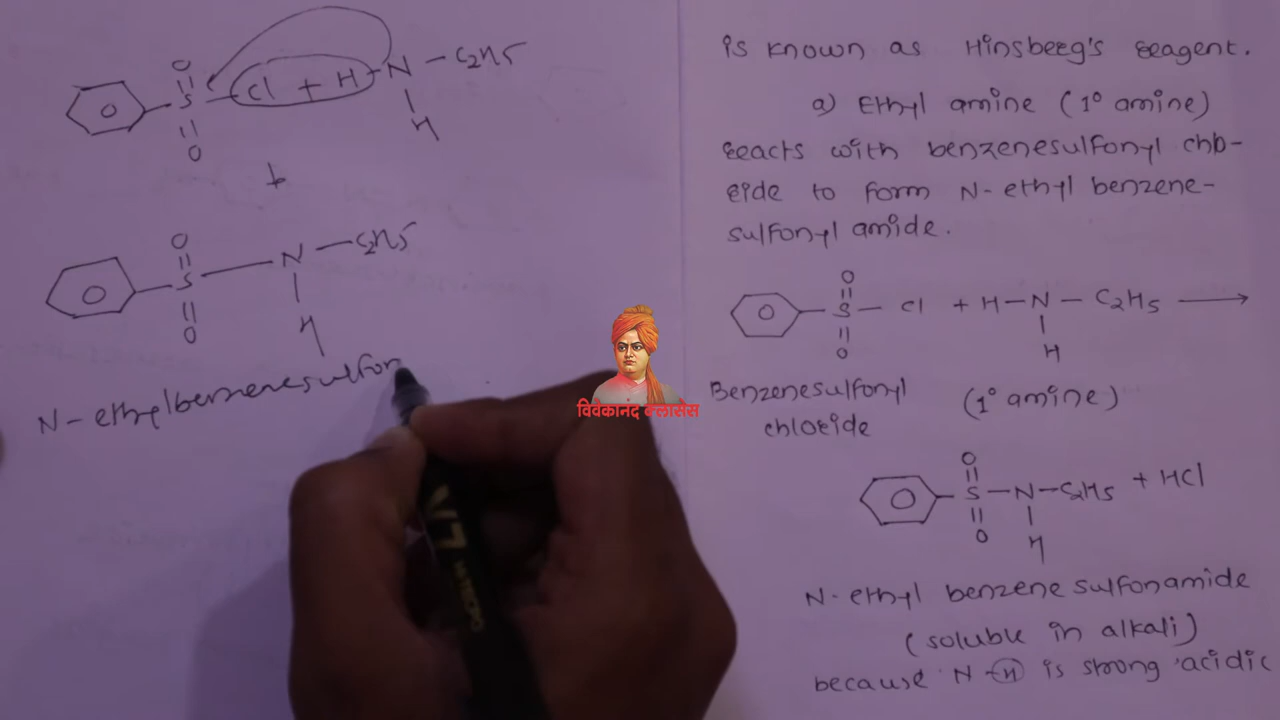 O
S — Cl + H — N — C2H5
O
H
O
S — N — C2H5
O
H
N - ethylbenzenesulfon
V7
is known as Hinsberg's reagent.
a) Ethyl amine (1° amine)
reacts with benzenesulfonyl chlo-
ride to form N- ethyl benzene-
sulfonyl amide.
O
S — Cl + H — N — C2H5 ⟶
O
H
Benzenesulfonyl (1° amine)
chloride
O
S — N — C2H5 + HCl
O
H
N- ethyl benzene sulfonamide
(soluble in alkali)
because N-H is strong acidic
विवेकानंद क्लासेस